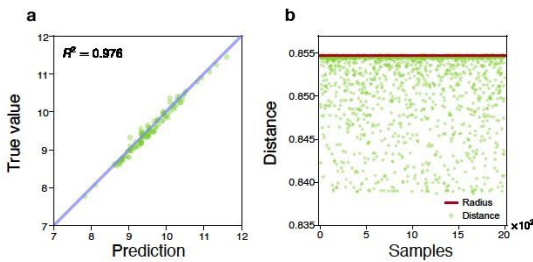 a
12
11
10
9
8
7
True value
R² = 0.976
7 8 9 10 11 12
Prediction
b
0.855
0.855
0.850
0.845
0.840
0.835
Distance
Radius
Distance
0 5 10 15 20 ×10²
Samples